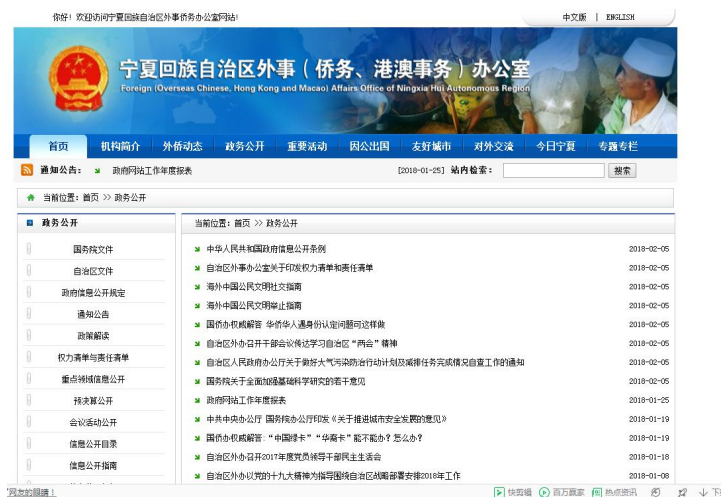 你好！欢迎访问宁夏回族自治区外事侨务办公室网站！
中文版 | ENGLISH
宁夏回族自治区外事（侨务、港澳事务）办公室
Foreign (Overseas Chinese, Hong Kong and Macao) Affairs Office of Ningxia Hui Autonomous Region
首页 机构简介 外侨动态 政务公开 重要活动 因公出国 友好城市 对外交流 今日宁夏 专题专栏
通知公告： 政府网站工作年度报表 [2018-01-25] 站内检索： 搜索
当前位置：首页 >> 政务公开
政务公开
国务院文件
自治区文件
政府信息公开规定
通知公告
政策解读
权力清单与责任清单
重点领域信息公开
预决算公开
会议活动公开
信息公开目录
信息公开指南
当前位置：首页 >> 政务公开
中华人民共和国政府信息公开条例 2018-02-05
自治区外事办公室关于印发权力清单和责任清单 2018-02-05
海外中国公民文明社交指南 2018-02-05
海外中国公民文明举止指南 2018-02-05
国侨办权威解答 华侨华人遇身份认定问题可这样做 2018-02-05
自治区外办召开干部会议传达学习自治区“两会”精神 2018-02-05
自治区人民政府办公厅关于做好大气污染防治行动计划及减排任务完成情况自查工作的通知 2018-02-05
国务院关于全面加强基础科学研究的若干意见 2018-02-05
政府网站工作年度报表 2018-01-25
中共中央办公厅 国务院办公厅印发《关于推进城市安全发展的意见》 2018-01-19
国侨办权威解答：“中国绿卡”“华裔卡”能不能办？怎么办？ 2018-01-19
自治区外侨办召开2017年度党员领导干部民主生活会 2018-01-18
自治区外侨办以党的十九大精神为指导围绕自治区战略部署安排2018年工作 2018-01-08
网友的眼睛！
快剪辑 百万赢家 热点资讯 下